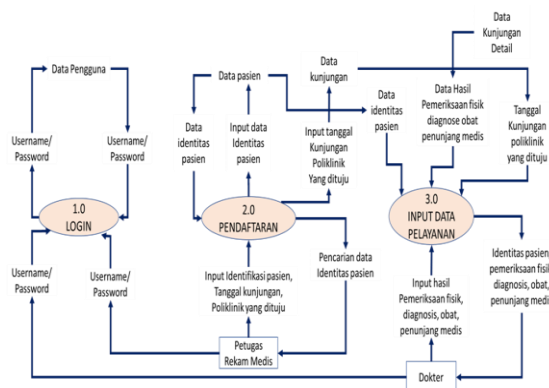 Data
Kunjungan
Detail
Data Pengguna
Data pasien
Data
kunjungan
Data
identitas
pasien
Data Hasil
Pemeriksaan fisik
diagnose obat
penunjang medis
Tanggal
Kunjungan
poliklinik
yang dituju
Username/
Password
Username/
Password
Data
identitas
pasien
Input data
Identitas
pasien
Input tanggal
Kunjungan
Poliklinik
Yang dituju
1.0
LOGIN
2.0
PENDAFTARAN
3.0
INPUT DATA
PELAYANAN
Username/
Password
Username/
Password
Input Identifikasi pasien,
Tanggal kunjungan,
Poliklinik yang dituju
Pencarian data
Identitas pasien
Input hasil
Pemeriksaan fisik,
diagnosis, obat,
penunjang medis
Identitas pasien,
pemeriksaan fisil
diagnosis, obat,
penunjang medi
Petugas
Rekam Medis
Dokter